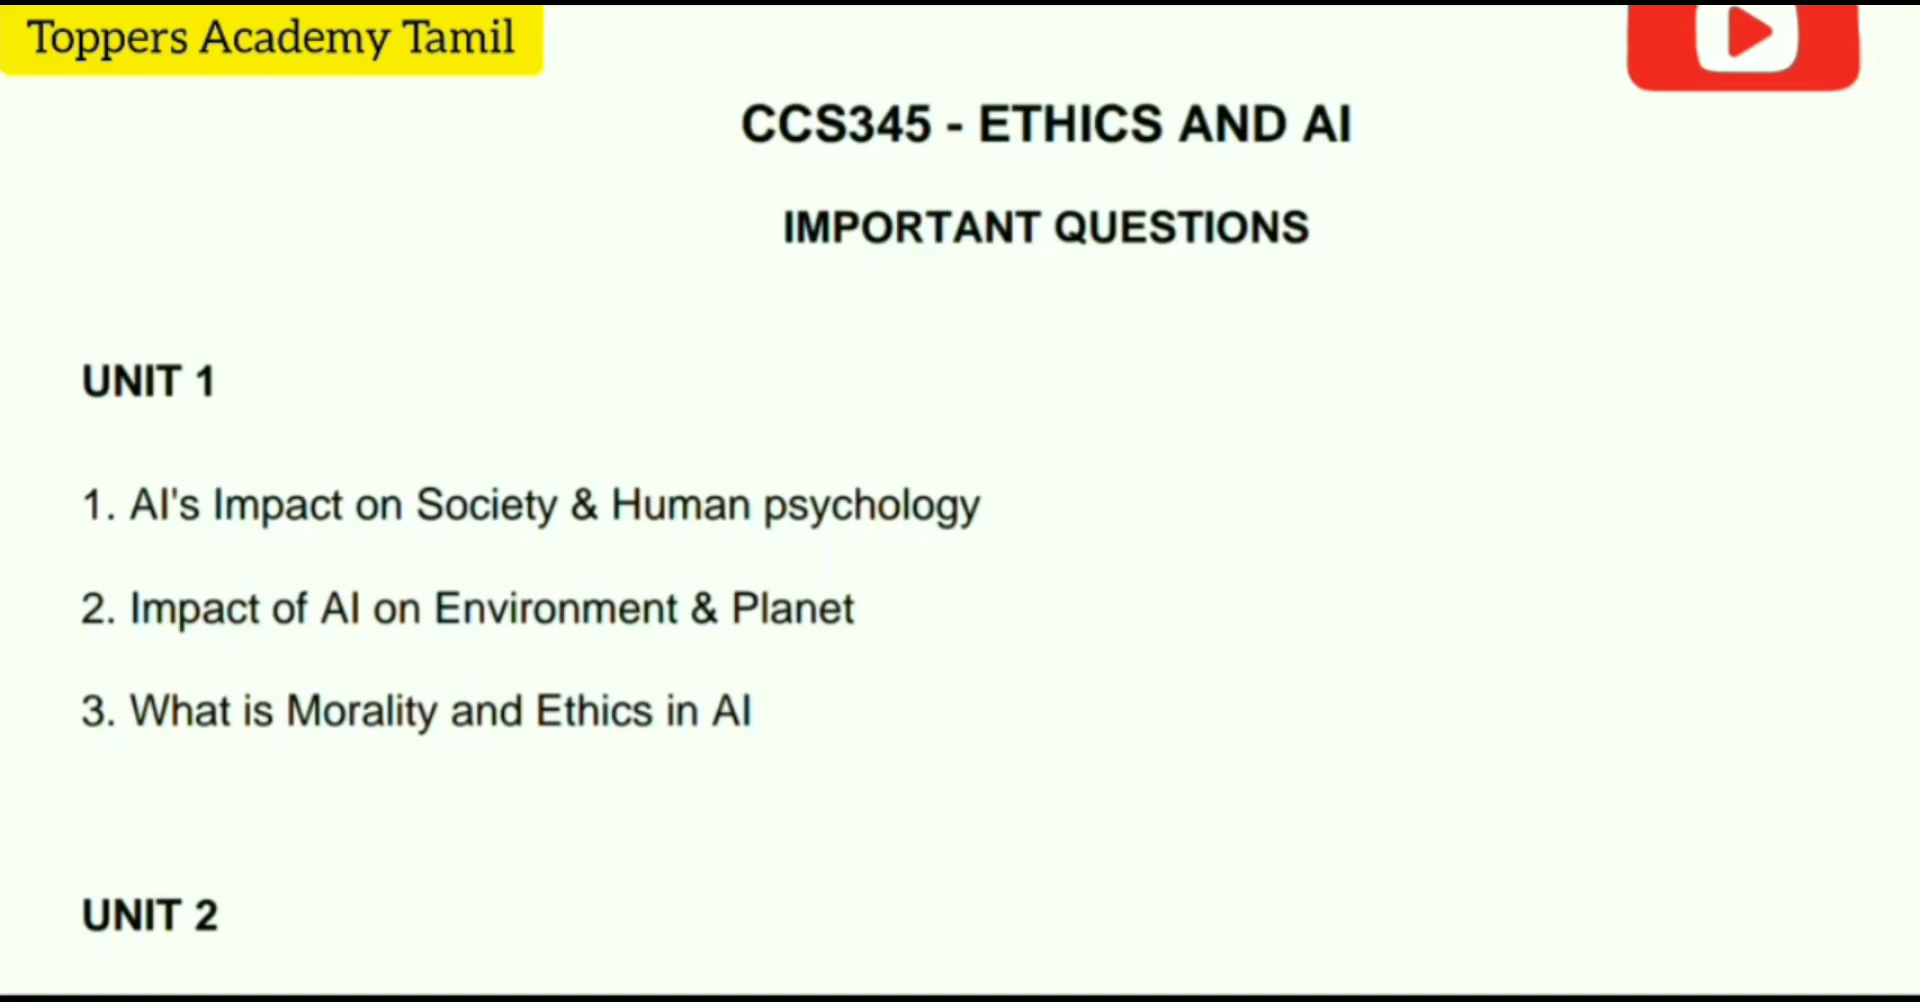 Toppers Academy Tamil
CCS345 - ETHICS AND AI
IMPORTANT QUESTIONS
UNIT 1
1. AI's Impact on Society & Human psychology
2. Impact of AI on Environment & Planet
3. What is Morality and Ethics in AI
UNIT 2